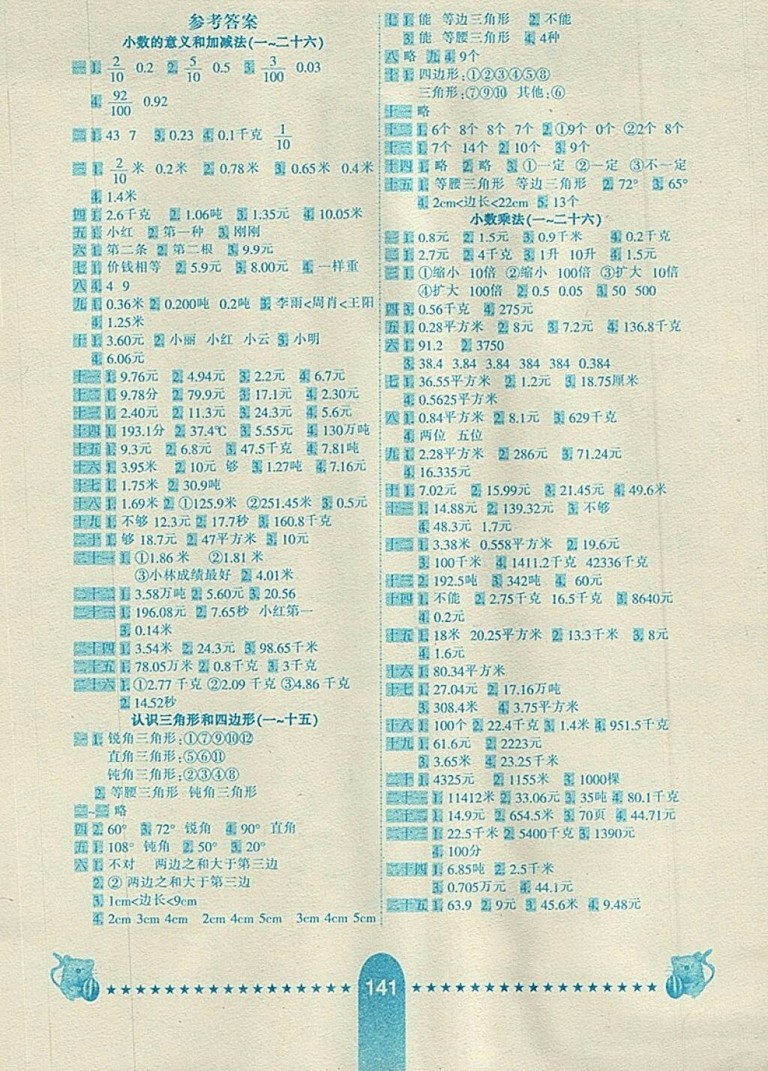 参考答案
小数的意义和加减法(一~二十六)
一 1. 2/10 0.2 2. 5/10 0.5 3. 3/100 0.03
4. 92/100 0.92
二 1. 43 7 3. 0.23 4. 0.1千克 1/10
三 1. 2/10米 0.2米 2. 0.78米 3. 0.65米 0.4米
4. 1.4米
四 1. 2.6千克 2. 1.06吨 3. 1.35元 4. 10.05米
五 1. 小红 2. 第一种 3. 刚刚
六 1. 第二条 2. 第二根 3. 9.9元
七 1. 价钱相等 2. 5.9元 3. 8.00元 4. 一样重
八 4. 4 9
九 1. 0.36米 2. 0.200吨 0.2吨 3. 李雨<周肖<王阳
4. 1.25米
十 1. 3.60元 2. 小丽 小红 小云 3. 小明
4. 6.06元
十一 1. 9.76元 2. 4.94元 3. 2.2元 4. 6.7元
十二 1. 9.78分 2. 79.9元 3. 17.1元 4. 2.30元
十三 1. 2.40元 2. 11.3元 3. 24.3元 4. 5.6元
十四 1. 193.1分 2. 37.4℃ 3. 5.55元 4. 130万吨
十五 1. 9.3元 2. 6.8元 3. 47.5千克 4. 7.81吨
十六 1. 3.95米 2. 10元 够 3. 1.27吨 4. 7.16元
十七 1. 1.75米 2. 30.9吨
十八 1. 1.69米 2. ①125.9米 ②251.45米 3. 0.5元
十九 1. 不够 12.3元 2. 17.7秒 3. 160.8千克
二十 1. 够 18.7元 2. 47平方米 3. 10元
二十一 1. ①1.86米 ②1.81米
③小林成绩最好 2. 4.01米
二十二 1. 3.58万吨 2. 5.60元 3. 20.56
二十三 1. 196.08元 2. 7.65秒 小红第一
3. 0.14米
二十四 1. 3.54米 2. 24.3元 3. 98.65千米
二十五 1. 78.05万米 2. 0.8千克 3. 3千克
二十六 1. ①2.77千克 ②2.09千克 ③4.86千克
2. 14.52秒
认识三角形和四边形(一~十五)
一 1. 锐角三角形:①⑦⑨⑩⑫
直角三角形:⑤⑥⑪
钝角三角形:②③④⑧
2. 等腰三角形 钝角三角形
二~三 略
四 2. 60° 3. 72° 锐角 4. 90° 直角
五 1. 108° 钝角 2. 50° 3. 20°
六 1. 不对 两边之和大于第三边
2. ② 两边之和大于第三边
3. 1cm<边长<9cm
4. 2cm 3cm 4cm 2cm 4cm 5cm 3cm 4cm 5cm
七 1. 能 等边三角形 2. 不能
3. 能 等腰三角形 4. 4种
八 略 九 4. 9个
十 1. 四边形:①②③④⑤⑧
三角形:⑦⑨⑩ 其他:⑥
十一 略
十二 1. 6个 8个 8个 7个 2. ①9个 0个 ②2个 8个
十三 1. 7个 14个 2. 10个 3. 9个
十四 1. 略 2. 略 3. ①一定 ②一定 ③不一定
十五 1. 等腰三角形 等边三角形 2. 72° 3. 65°
4. 2cm<边长<22cm 5. 13个
小数乘法(一~二十六)
一 1. 0.8元 2. 1.5元 3. 0.9千米 4. 0.2千克
二 1. 2.7元 2. 4千克 3. 1升 10升 4. 1.5元
三 1. ①缩小 10倍 ②缩小 100倍 ③扩大 10倍
④扩大 100倍 2. 0.5 0.05 3. 50 500
四 3. 0.56千克 4. 275元
五 1. 0.28平方米 2. 8元 3. 7.2元 4. 136.8千克
六 1. 91.2 2. 3750
3. 38.4 3.84 3.84 384 384 0.384
七 1. 36.55平方米 2. 1.2元 3. 18.75厘米
4. 0.5625平方米
八 1. 0.84平方米 2. 8.1元 3. 629千克
4. 两位 五位
九 1. 2.28平方米 2. 286元 3. 71.24元
4. 16.335元
十 1. 7.02元 2. 15.99元 3. 21.45元 4. 49.6米
十一 1. 14.88元 2. 139.32元 3. 不够
4. 48.3元 1.7元
十二 1. 3.38米 0.558平方米 2. 19.6元
3. 100千米 4. 1411.2千克 42336千克
十三 2. 192.5吨 3. 342吨 4. 60元
十四 1. 不能 2. 2.75千克 16.5千克 3. 8640元
4. 0.2元
十五 1. 18米 20.25平方米 2. 13.3千米 3. 8元
4. 1.6元
十六 1. 80.34平方米
十七 1. 27.04元 2. 17.16万吨
3. 308.4米 4. 3.75平方米
十八 1. 100个 2. 22.4千克 3. 1.4米 4. 951.5千克
十九 1. 61.6元 2. 2223元
3. 3.65米 4. 23.25千米
二十 1. 4325元 2. 1155米 3. 1000棵
二十一 1. 11412米 2. 33.06元 3. 35吨 4. 80.1千克
二十二 1. 14.9元 2. 654.5米 3. 70页 4. 44.71元
二十三 1. 22.5千米 2. 5400千克 3. 1390元
4. 100分
二十四 1. 6.85吨 2. 2.5千米
3. 0.705万元 4. 44.1元
二十五 1. 63.9 2. 9元 3. 45.6米 4. 9.48元
141